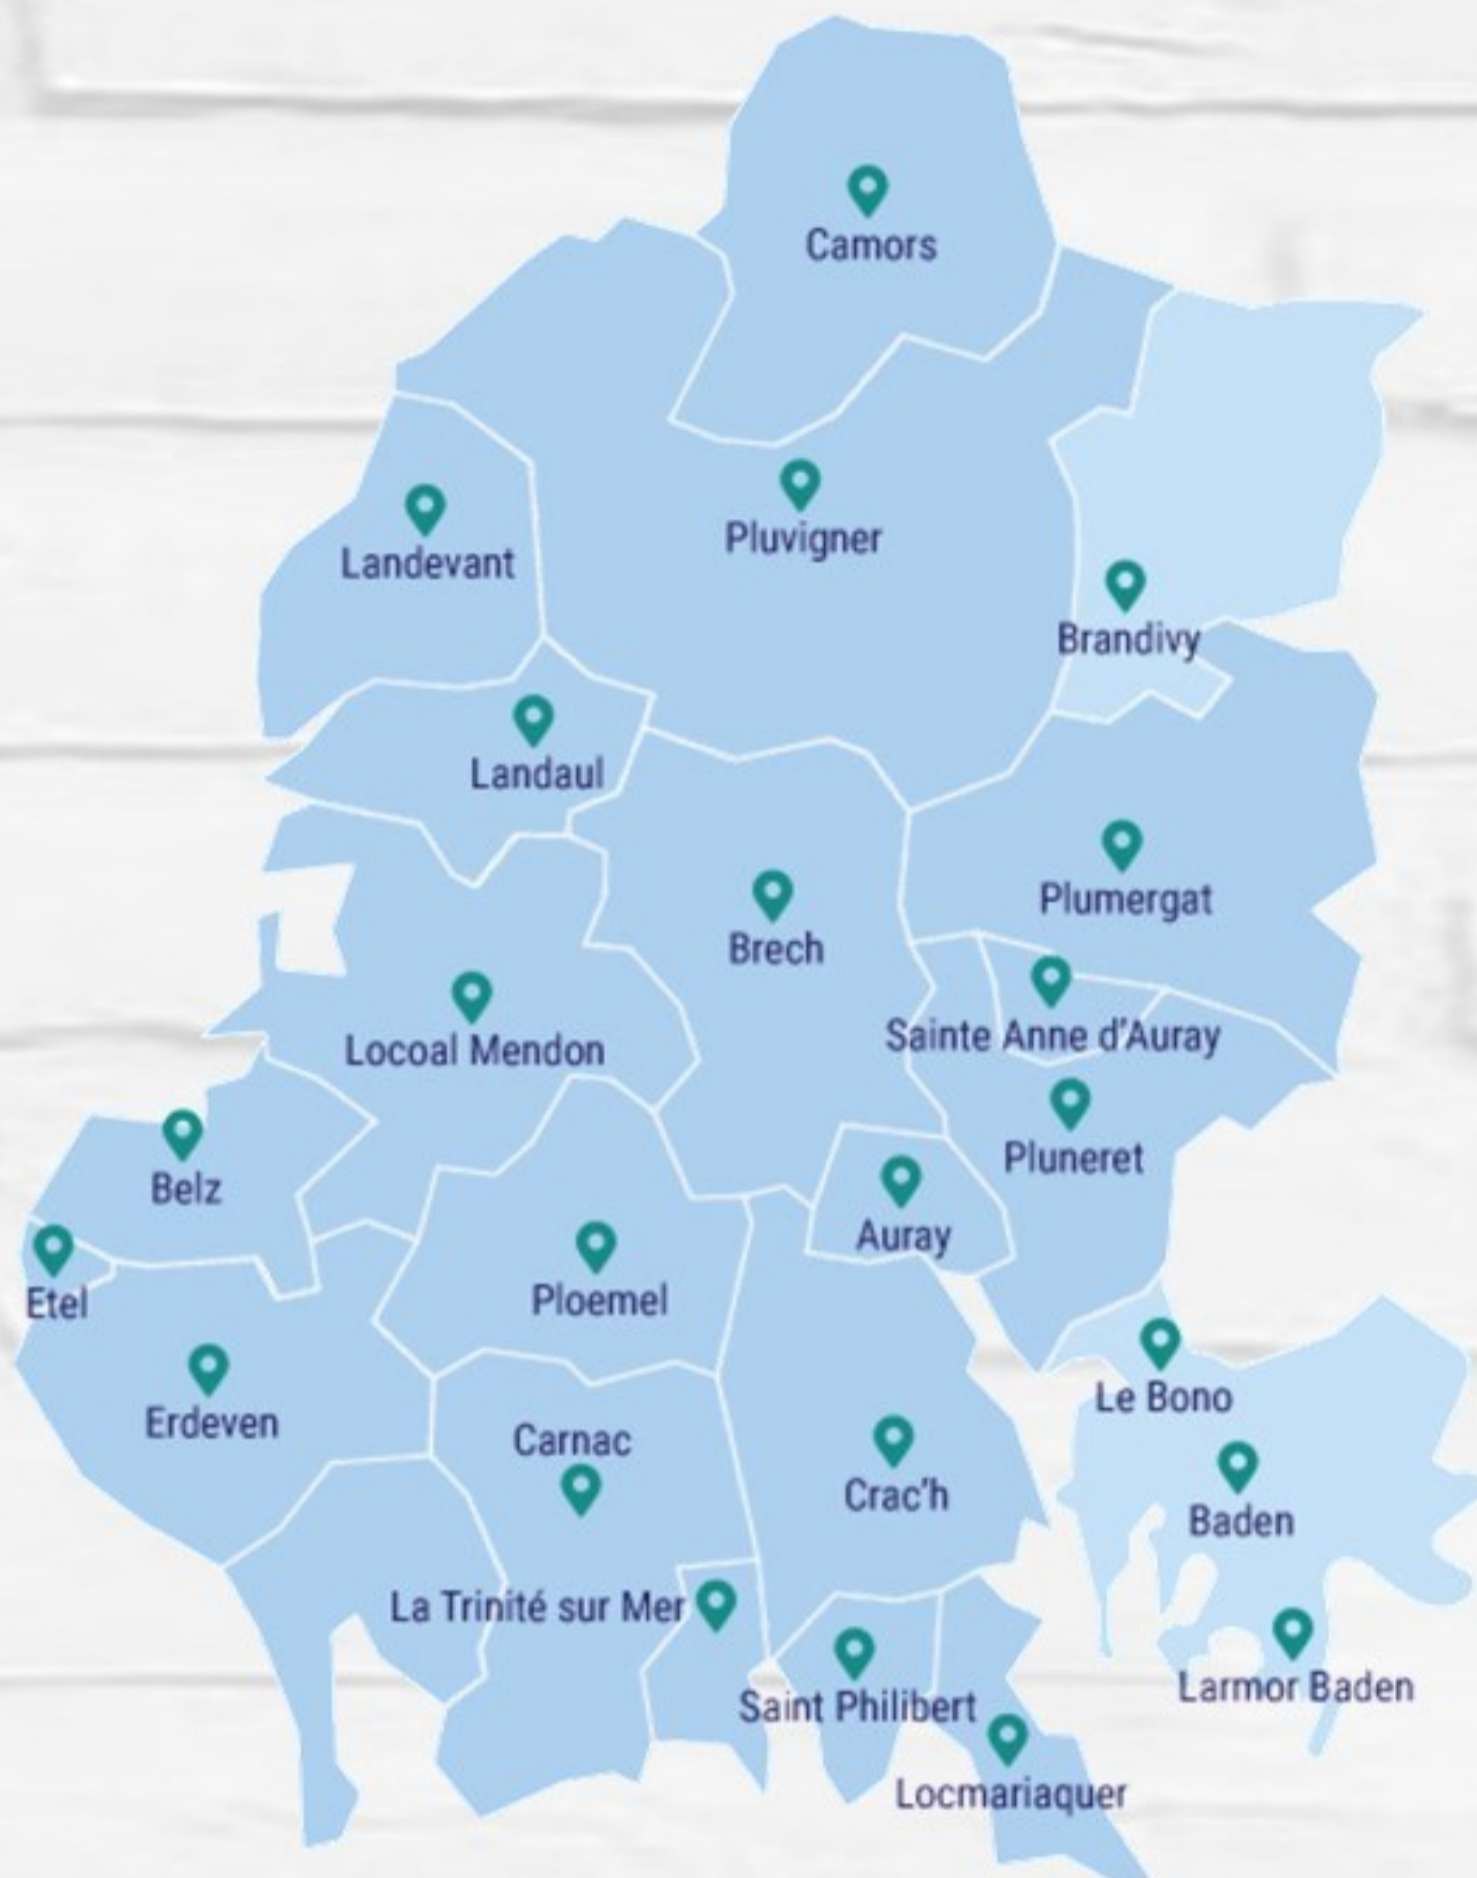 Camors
Pluvigner
Landevant
Brandivy
Landaul
Plumergat
Brech
Sainte Anne d'Auray
Locoal Mendon
Pluneret
Belz
Auray
Etel
Ploemel
Le Bono
Erdeven
Carnac
Crac'h
Baden
La Trinité sur Mer
Larmor Baden
Saint Philibert
Locmariaquer